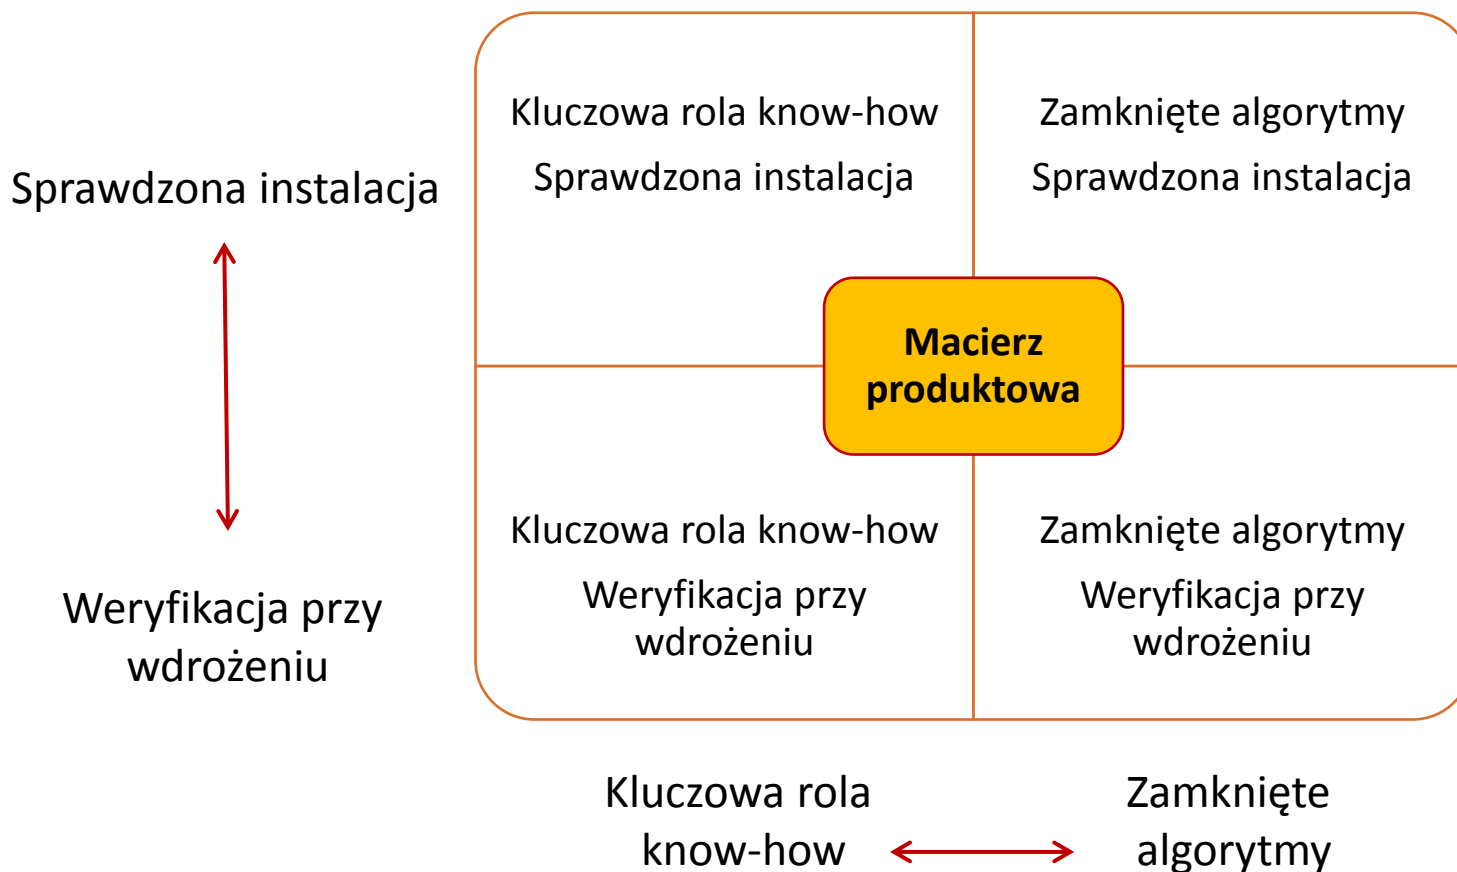 Kluczowa rola know-how
Sprawdzona instalacja
Zamknięte algorytmy
Sprawdzona instalacja
Sprawdzona instalacja
Macierz
produktowa
Kluczowa rola know-how
Weryfikacja przy
wdrożeniu
Zamknięte algorytmy
Weryfikacja przy
wdrożeniu
Weryfikacja przy
wdrożeniu
Kluczowa rola
know-how
Zamknięte
algorytmy